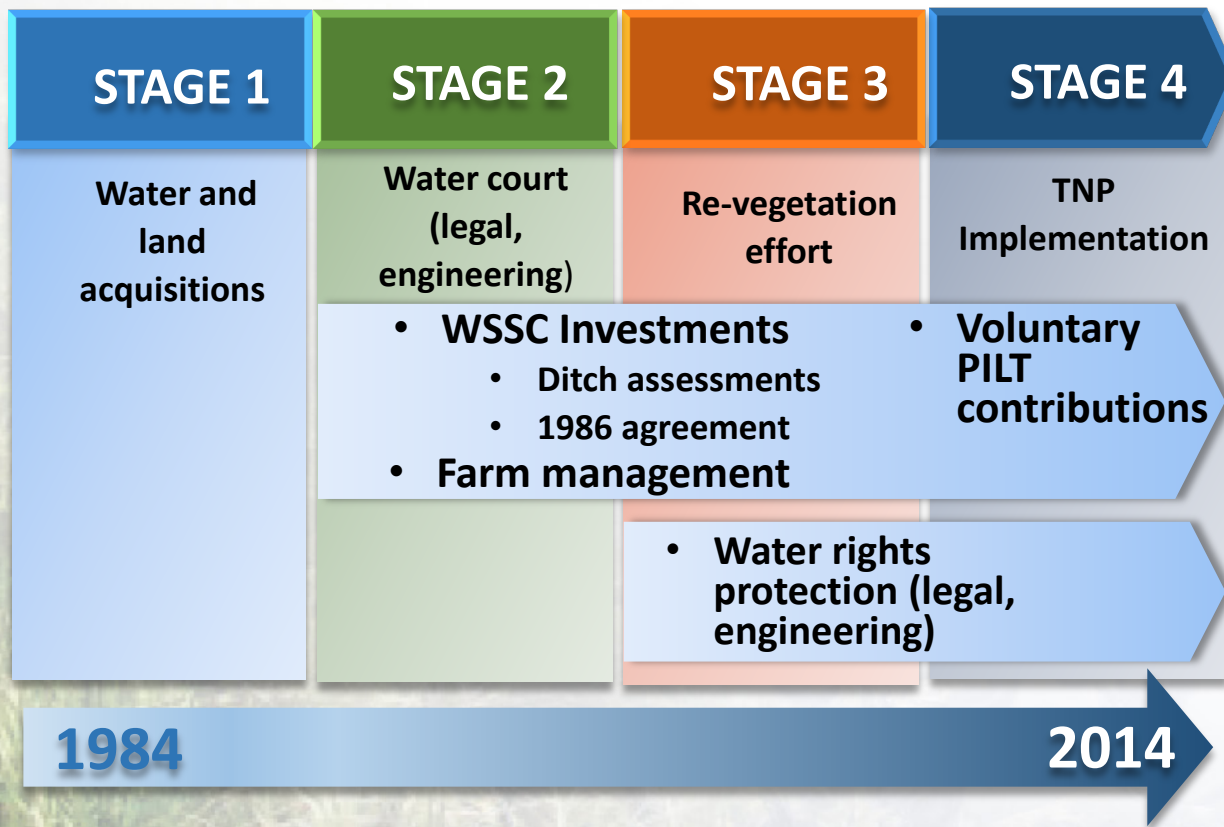 STAGE 1
STAGE 2
STAGE 3
STAGE 4
Water and
land
acquisitions
Water court
(legal,
engineering)
Re-vegetation
effort
TNP
Implementation
• WSSC Investments
• Ditch assessments
• 1986 agreement
• Farm management
• Voluntary
PILT
contributions
• Water rights
protection (legal,
engineering)
1984
2014